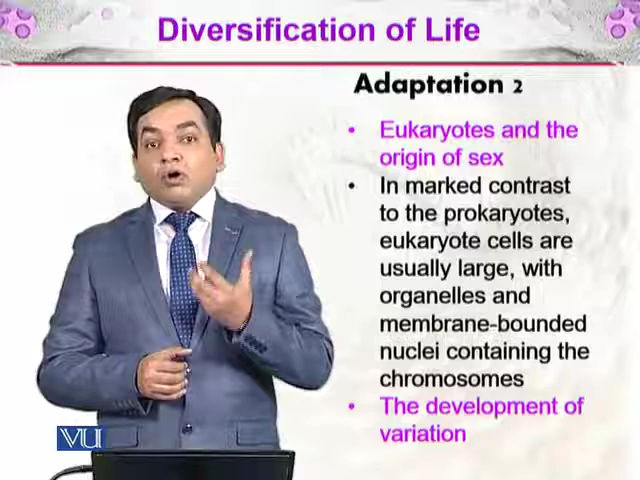 Diversification of Life
Adaptation 2
• Eukaryotes and the
origin of sex
• In marked contrast
to the prokaryotes,
eukaryote cells are
usually large, with
organelles and
membrane-bounded
nuclei containing the
chromosomes
• The development of
variation
VU